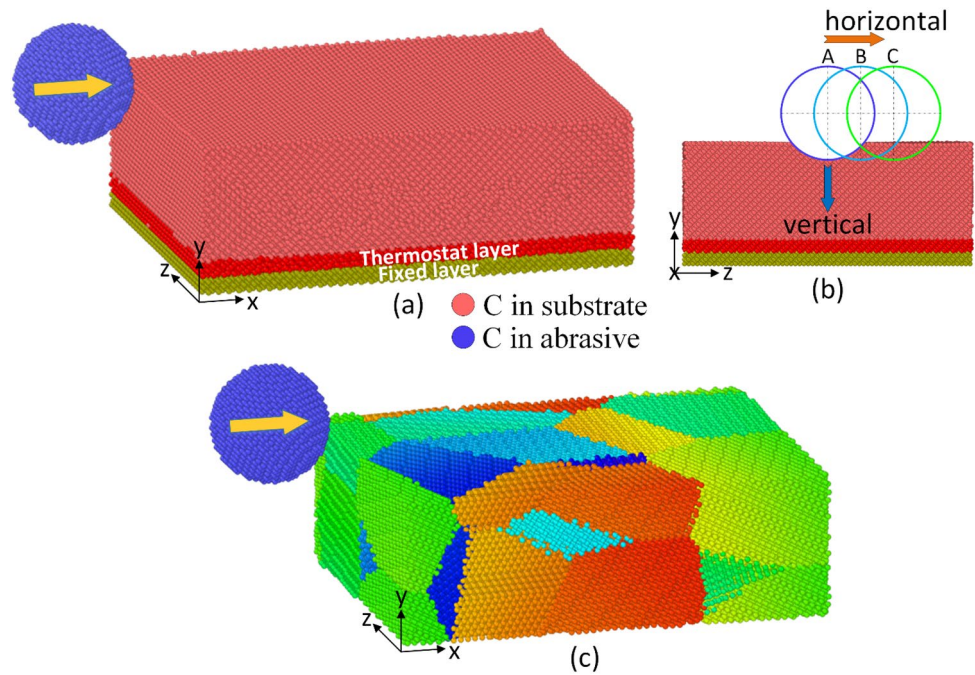 horizontal
A B C
y
z
x
Thermostat layer
Fixed layer
(a)
vertical
y
x z
(b)
C in substrate
C in abrasive
y
z
x
(c)